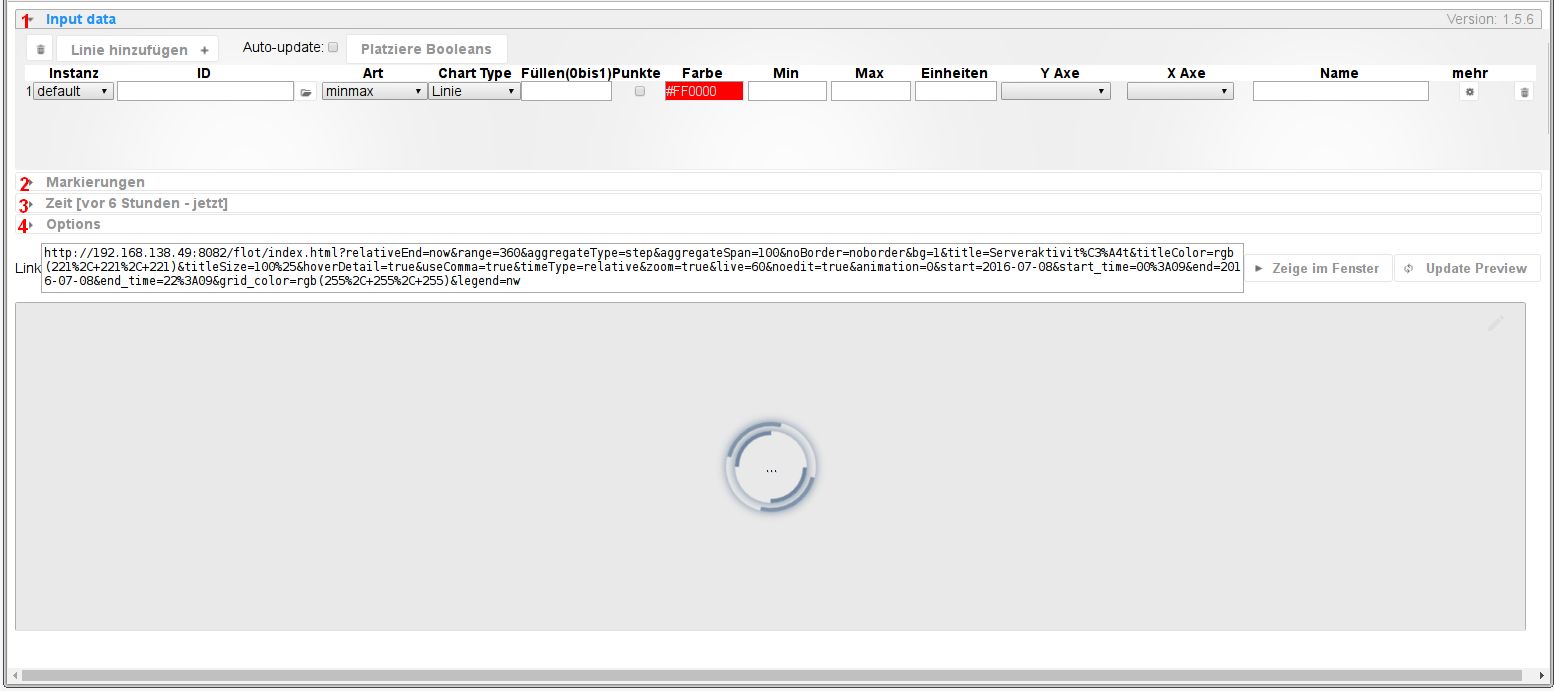 1 Input data Version: 1.5.6
Linie hinzufügen + Auto-update: Platziere Booleans
Instanz ID Art Chart Type Füllen(0bis1) Punkte Farbe Min Max Einheiten Y Axe X Axe Name mehr
1 default minmax Linie #FF0000
2 Markierungen
3 Zeit [vor 6 Stunden - jetzt]
4 Options
http://192.168.138.49:8082/flot/index.html?relativeEnd=now&range=360&aggregateType=step&aggregateSpan=100&noBorder=noborder&bg=1&title=Serveraktivit%C3%A4t&titleColor=rgb
Link (221%2C+221%2C+221)&titleSize=100%25&hoverDetail=true&useComma=true&timeType=relative&zoom=true&live=60&noedit=true&animation=0&start=2016-07-08&start_time=00%3A09&end=201 Zeige im Fenster Update Preview
6-07-08&end_time=22%3A09&grid_color=rgb(255%2C+255%2C+255)&legend=nw
...